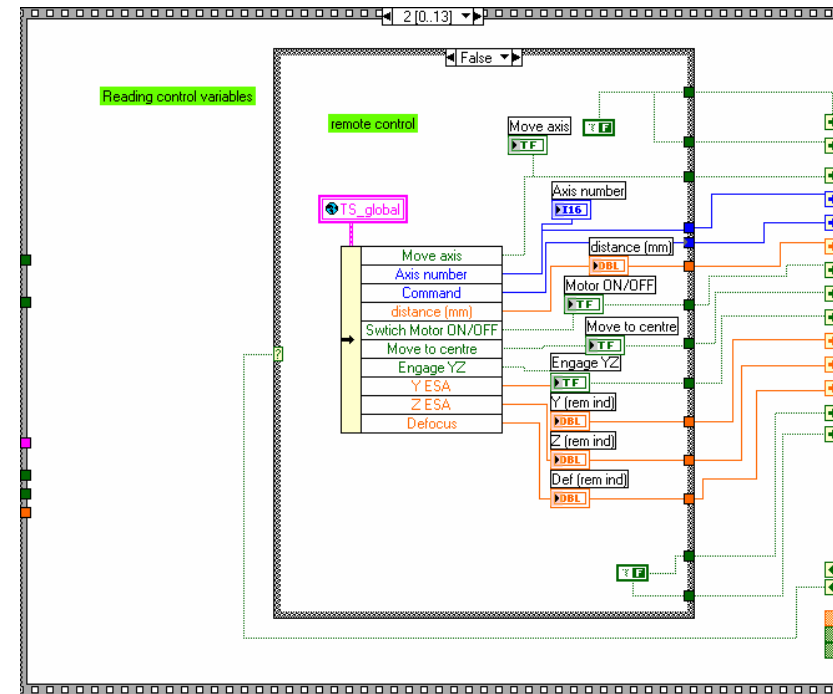 2 [0..13]
False
Reading control variables
remote control
Move axis
TF
F
TS_global
Axis number
I16
Move axis
Axis number
Command
distance (mm)
Swtich Motor ON/OFF
Move to centre
Engage YZ
Y ESA
Z ESA
Defocus
distance (mm)
DBL
Motor ON/OFF
TF
Move to centre
TF
Engage YZ
TF
Y (rem ind)
DBL
Z (rem ind)
DBL
Def (rem ind)
DBL
?
F